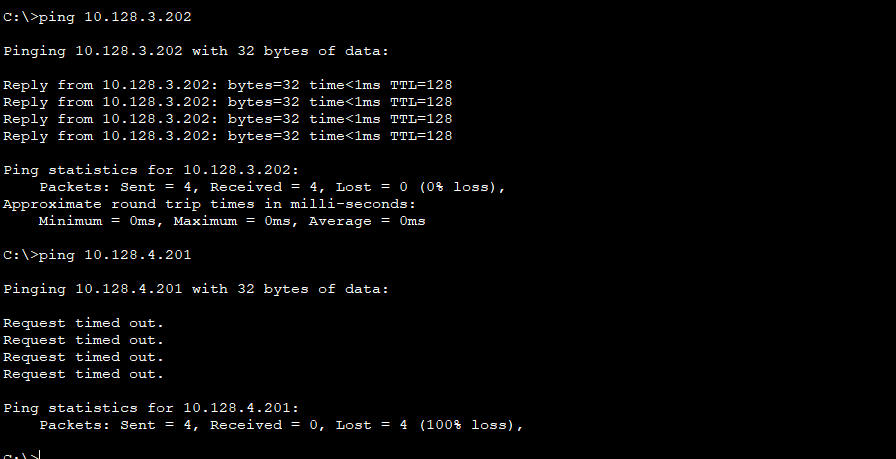 C:\>ping 10.128.3.202
Pinging 10.128.3.202 with 32 bytes of data:
Reply from 10.128.3.202: bytes=32 time<1ms TTL=128
Reply from 10.128.3.202: bytes=32 time<1ms TTL=128
Reply from 10.128.3.202: bytes=32 time<1ms TTL=128
Reply from 10.128.3.202: bytes=32 time<1ms TTL=128
Ping statistics for 10.128.3.202:
    Packets: Sent = 4, Received = 4, Lost = 0 (0% loss),
Approximate round trip times in milli-seconds:
    Minimum = 0ms, Maximum = 0ms, Average = 0ms
C:\>ping 10.128.4.201
Pinging 10.128.4.201 with 32 bytes of data:
Request timed out.
Request timed out.
Request timed out.
Request timed out.
Ping statistics for 10.128.4.201:
    Packets: Sent = 4, Received = 0, Lost = 4 (100% loss),
C:\>